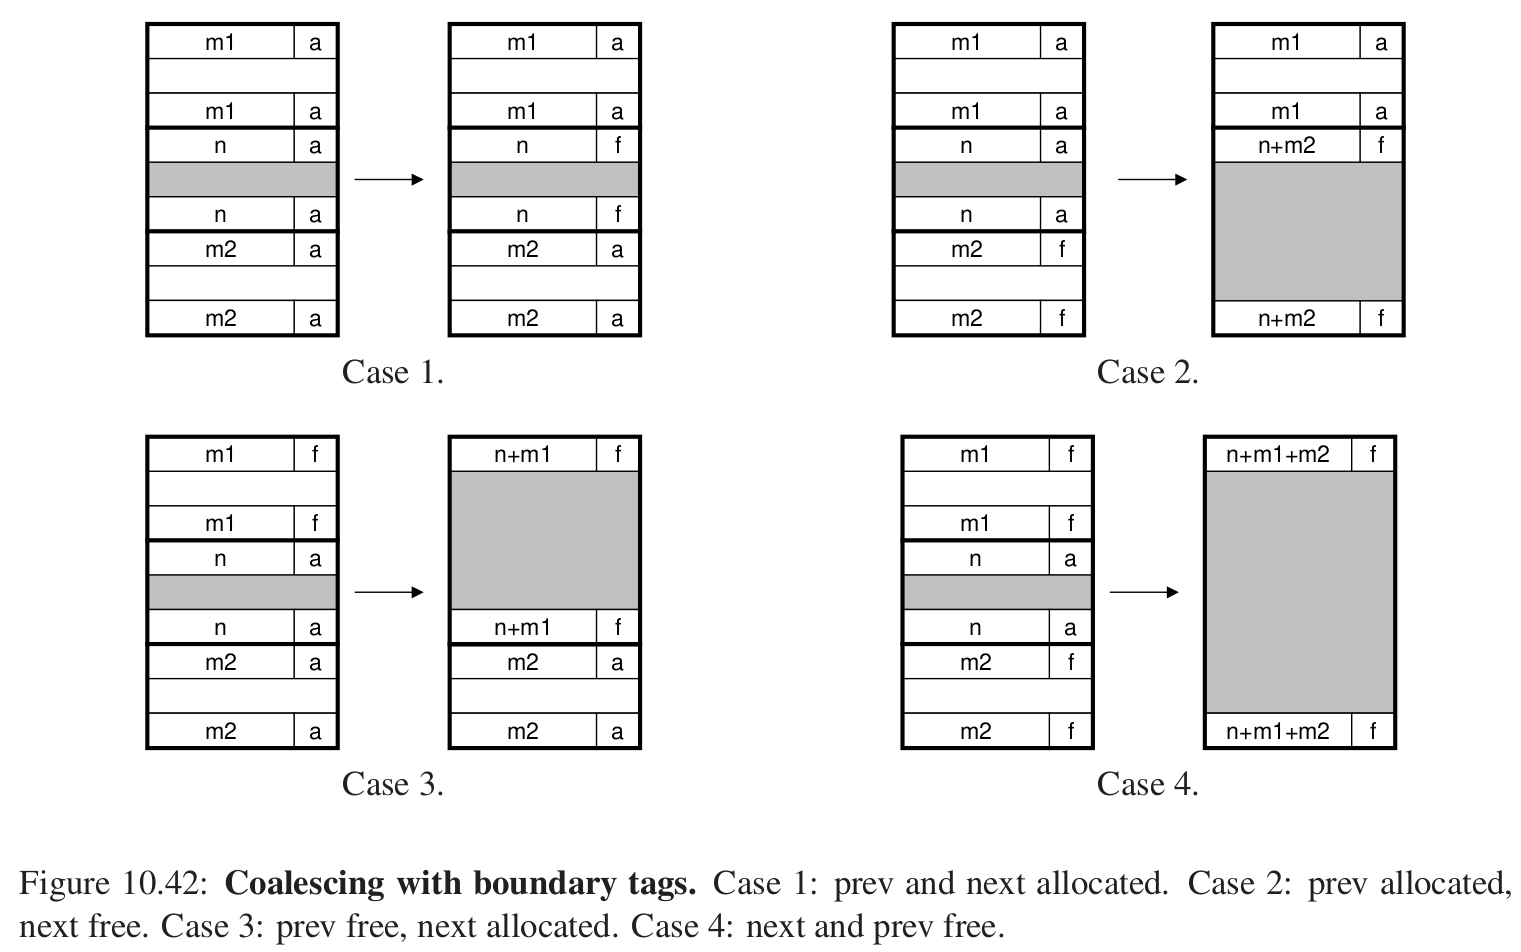 m1 a m1 a m1 a m1 a
m1 a m1 a m1 a m1 a
n a n f n a n+m2 f
n a n f n a
m2 a m2 a m2 f
m2 a m2 a m2 f n+m2 f
Case 1. Case 2.
m1 f n+m1 f m1 f n+m1+m2 f
m1 f m1 f
n a n a
n a n+m1 f n a
m2 a m2 a m2 f
m2 a m2 a m2 f n+m1+m2 f
Case 3. Case 4.
Figure 10.42: Coalescing with boundary tags. Case 1: prev and next allocated. Case 2: prev allocated,
next free. Case 3: prev free, next allocated. Case 4: next and prev free.